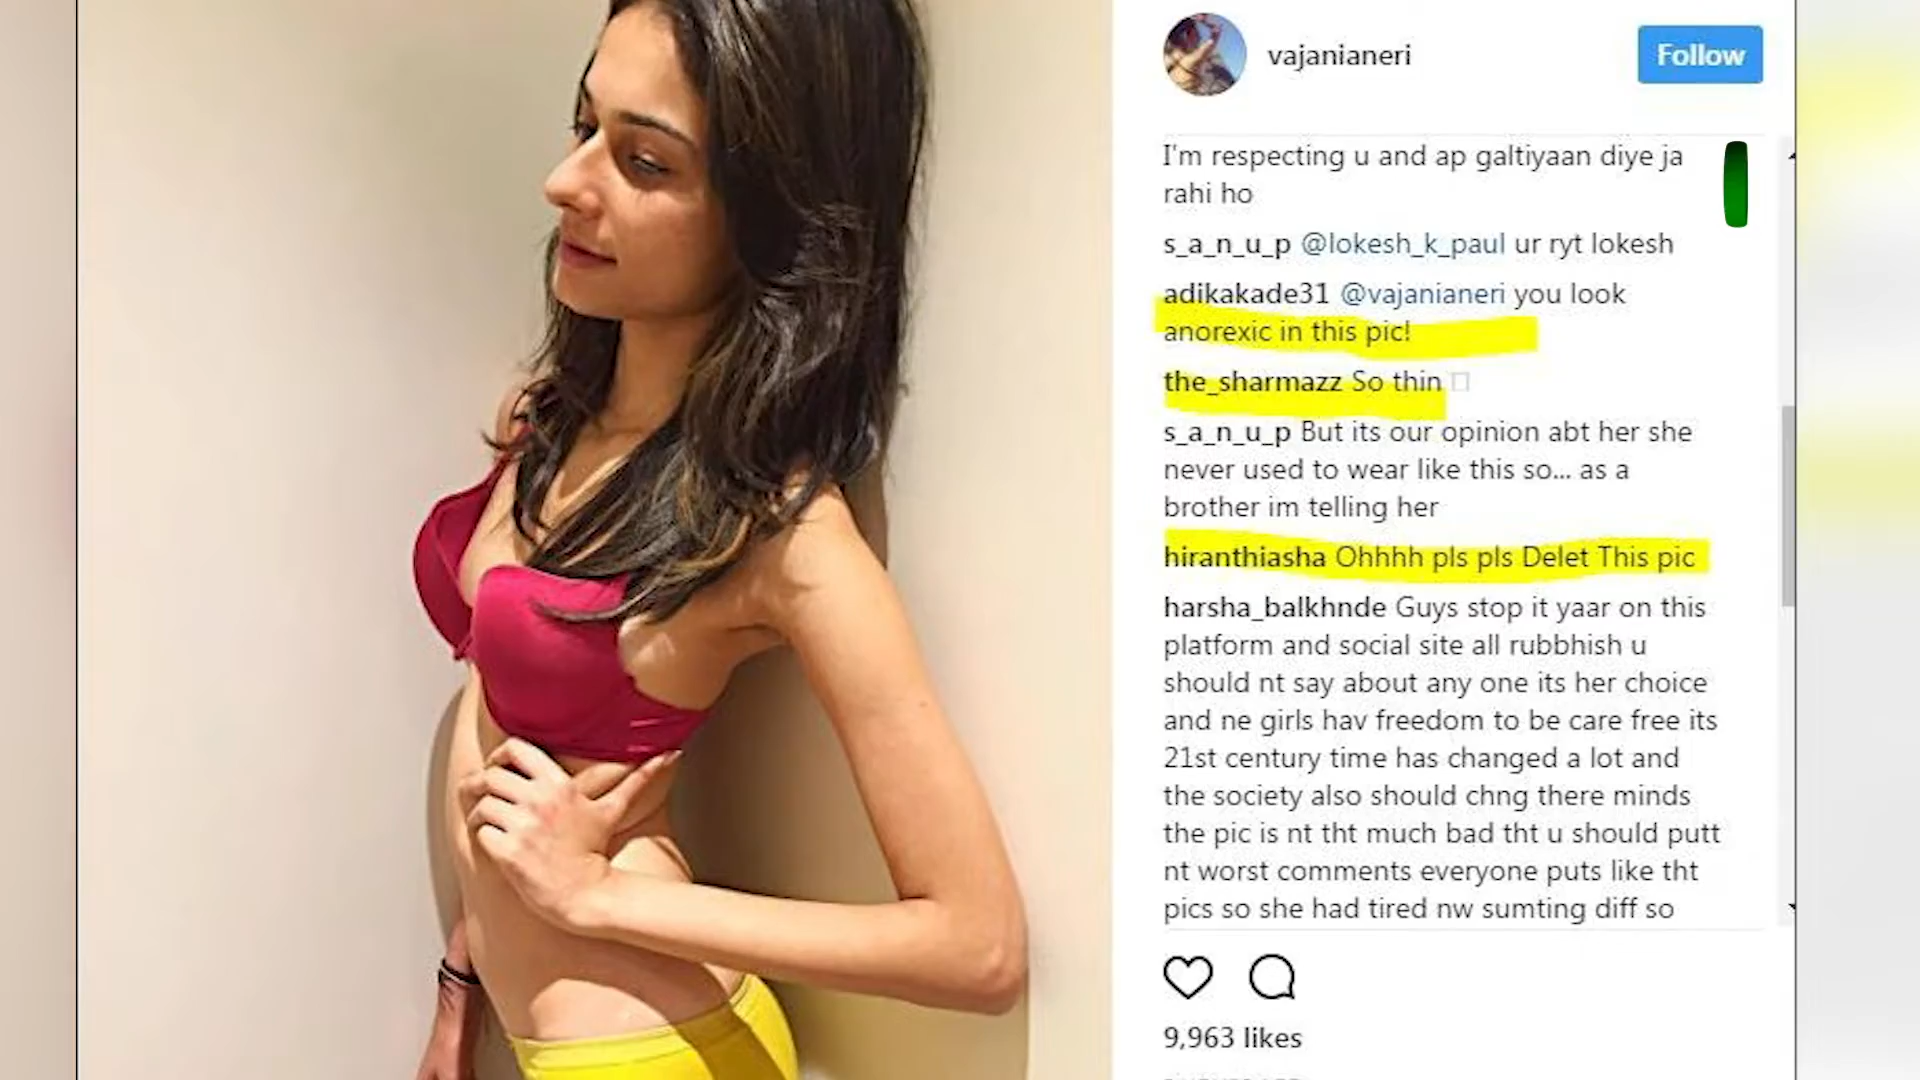 vajanianeri
Follow
I'm respecting u and ap galtiyaan diye ja
rahi ho
s_a_n_u_p @lokesh_k_paul ur ryt lokesh
adikakade31 @vajanianeri you look
anorexic in this pic!
the_sharmazz So thin
s_a_n_u_p But its our opinion abt her she
never used to wear like this so... as a
brother im telling her
hiranthiasha Ohhhh pls pls Delet This pic
harsha_balkhnde Guys stop it yaar on this
platform and social site all rubbhish u
should nt say about any one its her choice
and ne girls hav freedom to be care free its
21st century time has changed a lot and
the society also should chng there minds
the pic is nt tht much bad tht u should putt
nt worst comments everyone puts like tht
pics so she had tired nw sumting diff so
9,963 likes